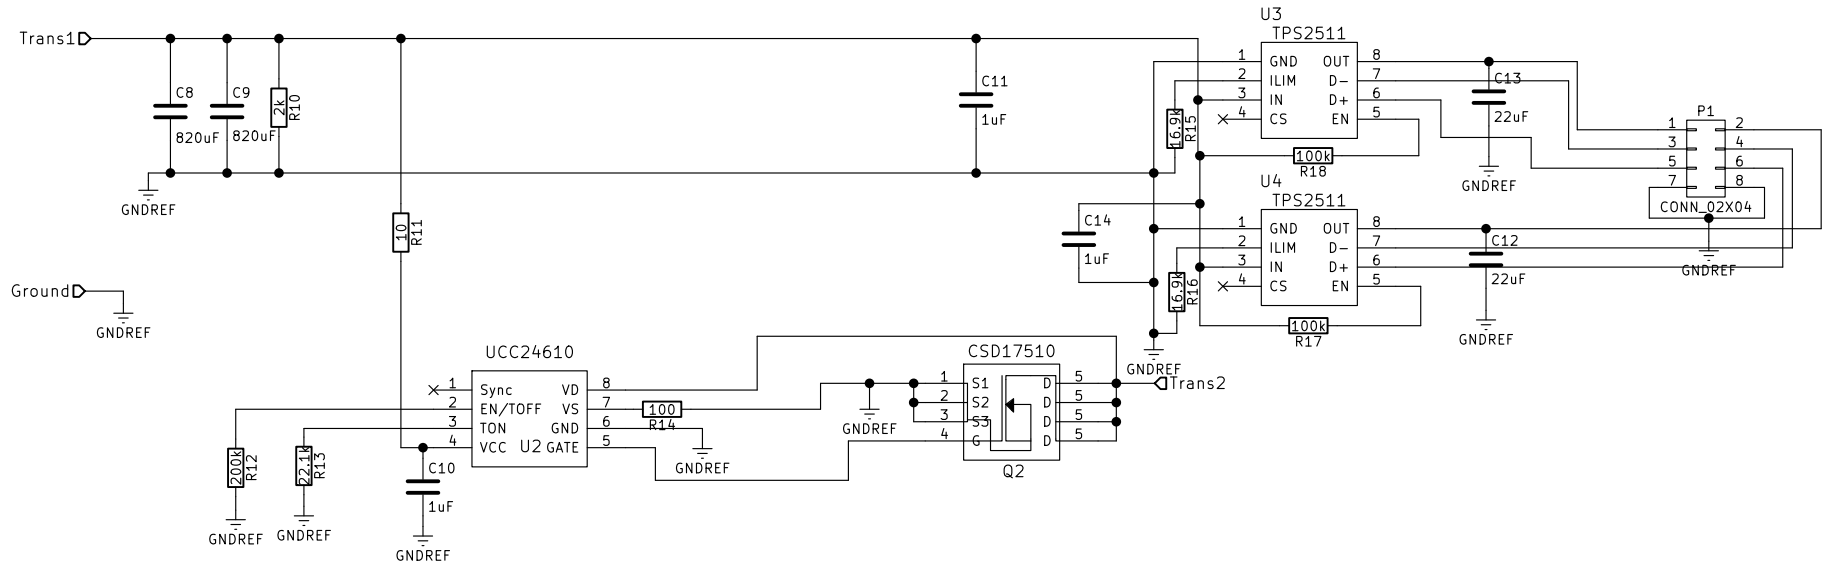 Trans1
C8
820uF
C9
820uF
2k
R10
C11
1uF
GNDREF
Ground
GNDREF
10
R11
U3
TPS2511
1 GND OUT 8
2 ILIM D- 7
3 IN D+ 6
4 CS EN 5
16.9k
R15
100k
R18
C13
22uF
GNDREF
P1
1 2
3 4
5 6
7 8
CONN_02X04
GNDREF
U4
TPS2511
1 GND OUT 8
2 ILIM D- 7
3 IN D+ 6
4 CS EN 5
C14
1uF
16.9k
R16
100k
R17
C12
22uF
GNDREF
GNDREF
UCC24610
1 Sync VD 8
2 EN/TOFF VS 7
3 TON GND 6
4 VCC U2 GATE 5
100
R14
GNDREF
GNDREF
CSD17510
1 S1 D 5
2 S2 D 5
3 S3 D 5
4 G D 5
Q2
Trans2
200k
R12
GNDREF
22.1k
R13
GNDREF
C10
1uF
GNDREF